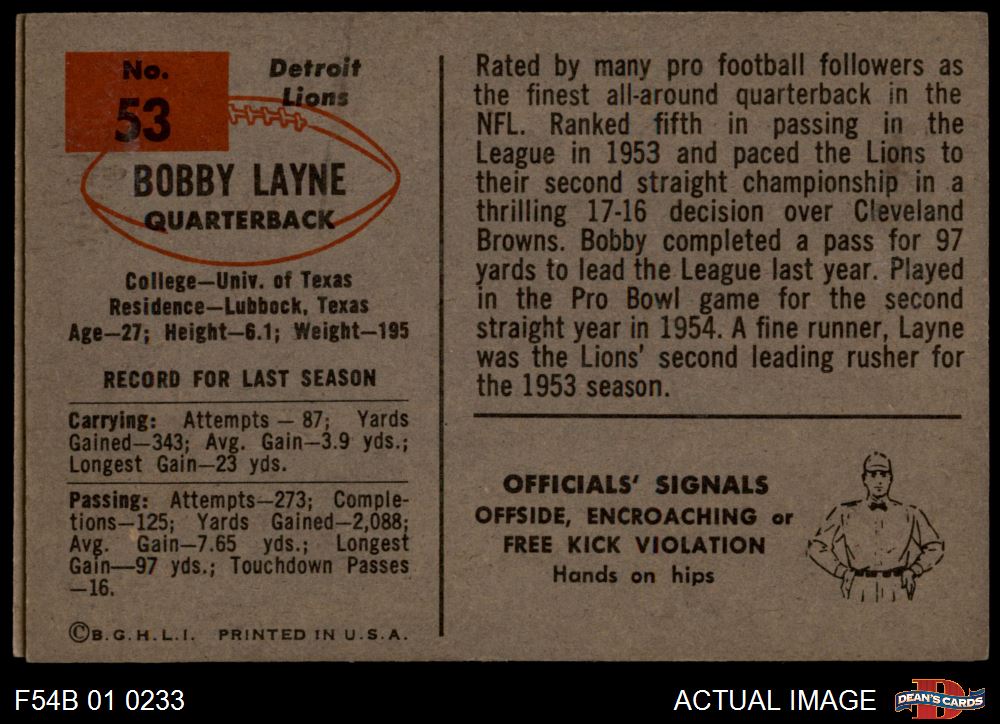 No.
53
Detroit
Lions
BOBBY LAYNE
QUARTERBACK
College—Univ. of Texas
Residence—Lubbock, Texas
Age—27; Height—6.1; Weight—195
RECORD FOR LAST SEASON
Carrying: Attempts — 87; Yards
Gained—343; Avg. Gain—3.9 yds.;
Longest Gain—23 yds.
Passing: Attempts—273; Comple-
tions—125; Yards Gained—2,088;
Avg. Gain—7.65 yds.; Longest
Gain—97 yds.; Touchdown Passes
—16.
©B.G.H.L.I. PRINTED IN U.S.A.
Rated by many pro football followers as
the finest all-around quarterback in the
NFL. Ranked fifth in passing in the
League in 1953 and paced the Lions to
their second straight championship in a
thrilling 17-16 decision over Cleveland
Browns. Bobby completed a pass for 97
yards to lead the League last year. Played
in the Pro Bowl game for the second
straight year in 1954. A fine runner, Layne
was the Lions' second leading rusher for
the 1953 season.
OFFICIALS' SIGNALS
OFFSIDE, ENCROACHING or
FREE KICK VIOLATION
Hands on hips
F54B 01 0233
ACTUAL IMAGE
D
DEAN'S CARDS